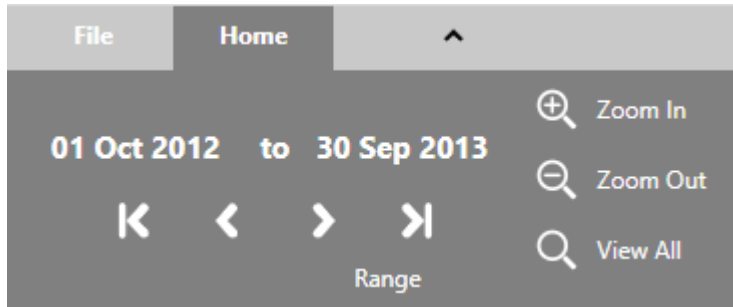 File Home
01 Oct 2012 to 30 Sep 2013
Zoom In
Zoom Out
View All
Range